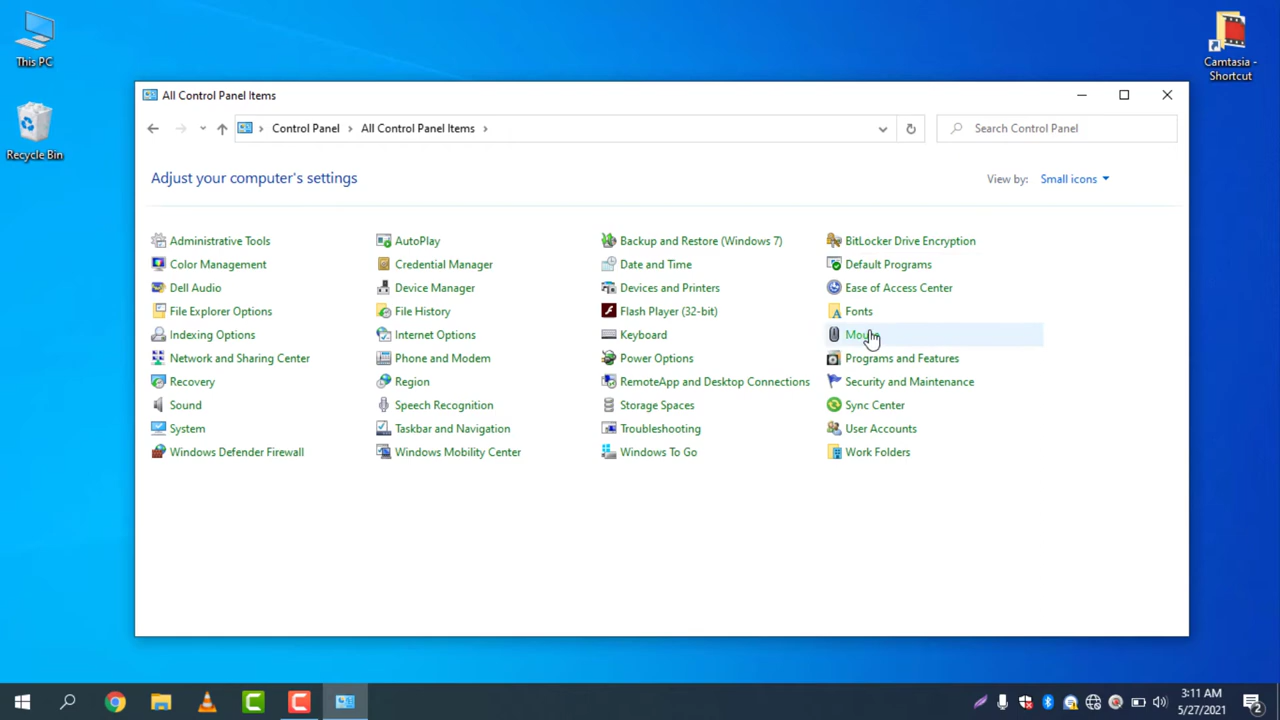 This PC
Recycle Bin
Camtasia -
Shortcut
All Control Panel Items
Control Panel
All Control Panel Items
Search Control Panel
Adjust your computer's settings
View by: Small icons
Administrative Tools
AutoPlay
Backup and Restore (Windows 7)
BitLocker Drive Encryption
Color Management
Credential Manager
Date and Time
Default Programs
Dell Audio
Device Manager
Devices and Printers
Ease of Access Center
File Explorer Options
File History
Flash Player (32-bit)
Fonts
Indexing Options
Internet Options
Keyboard
Mouse
Network and Sharing Center
Phone and Modem
Power Options
Programs and Features
Recovery
Region
RemoteApp and Desktop Connections
Security and Maintenance
Sound
Speech Recognition
Storage Spaces
Sync Center
System
Taskbar and Navigation
Troubleshooting
User Accounts
Windows Defender Firewall
Windows Mobility Center
Windows To Go
Work Folders
3:11 AM
5/27/2021
2